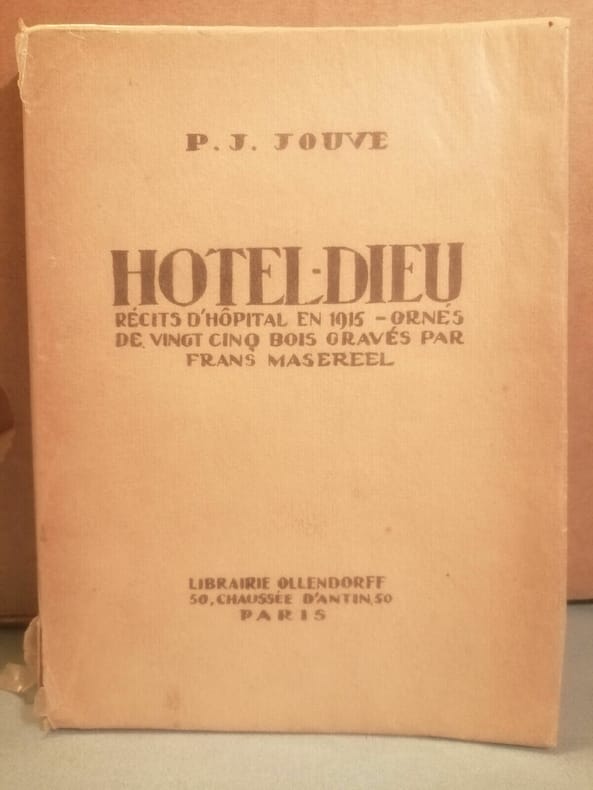 P. J. JOUVE
HOTEL-DIEU
RÉCITS D'HÔPITAL EN 1915 - ORNÉS
DE VINGT CINQ BOIS GRAVÉS PAR
FRANS MASEREEL
LIBRAIRIE OLLENDORFF
50, CHAUSSÉE D'ANTIN, 50
PARIS